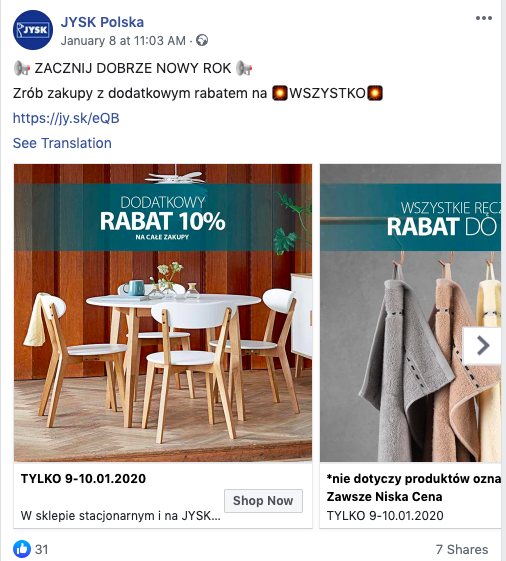 JYSK
JYSK Polska
January 8 at 11:03 AM ·
ZACZNIJ DOBRZE NOWY ROK
Zrób zakupy z dodatkowym rabatem na WSZYSTKO
https://jy.sk/eQB
See Translation
DODATKOWY
RABAT 10%
NA CAŁE ZAKUPY
WSZYSTKIE RĘCZ
RABAT DO
TYLKO 9-10.01.2020
W sklepie stacjonarnym i na JYSK...
Shop Now
*nie dotyczy produktów ozna
Zawsze Niska Cena
TYLKO 9-10.01.2020
31
7 Shares